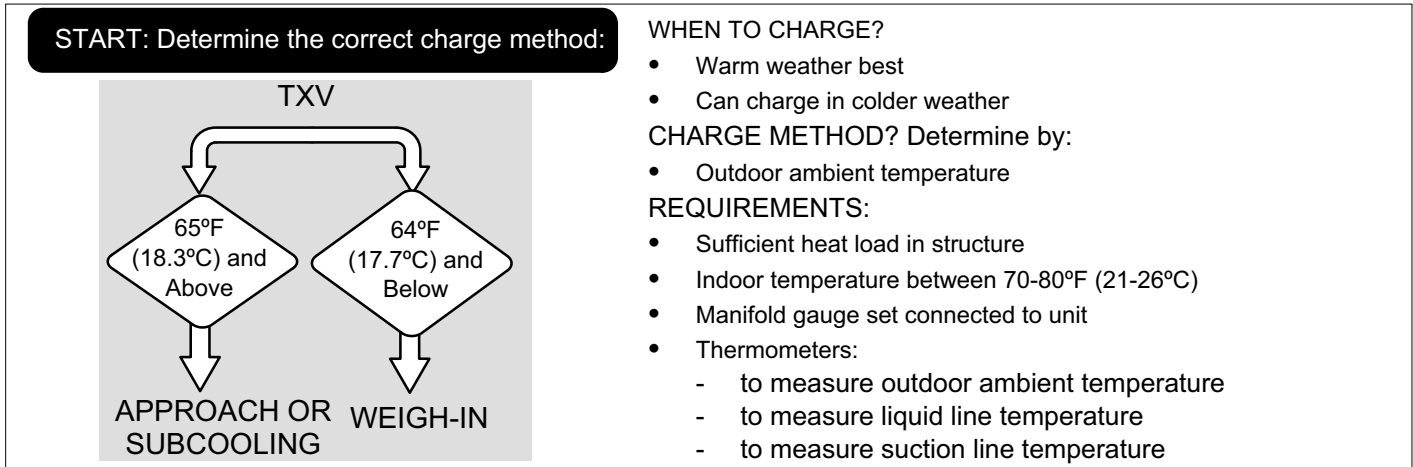 START: Determine the correct charge method:
TXV
65ºF
(18.3ºC) and
Above
64ºF
(17.7ºC) and
Below
APPROACH OR
SUBCOOLING
WEIGH-IN
WHEN TO CHARGE?
• Warm weather best
• Can charge in colder weather
CHARGE METHOD? Determine by:
• Outdoor ambient temperature
REQUIREMENTS:
• Sufficient heat load in structure
• Indoor temperature between 70-80ºF (21-26ºC)
• Manifold gauge set connected to unit
• Thermometers:
- to measure outdoor ambient temperature
- to measure liquid line temperature
- to measure suction line temperature